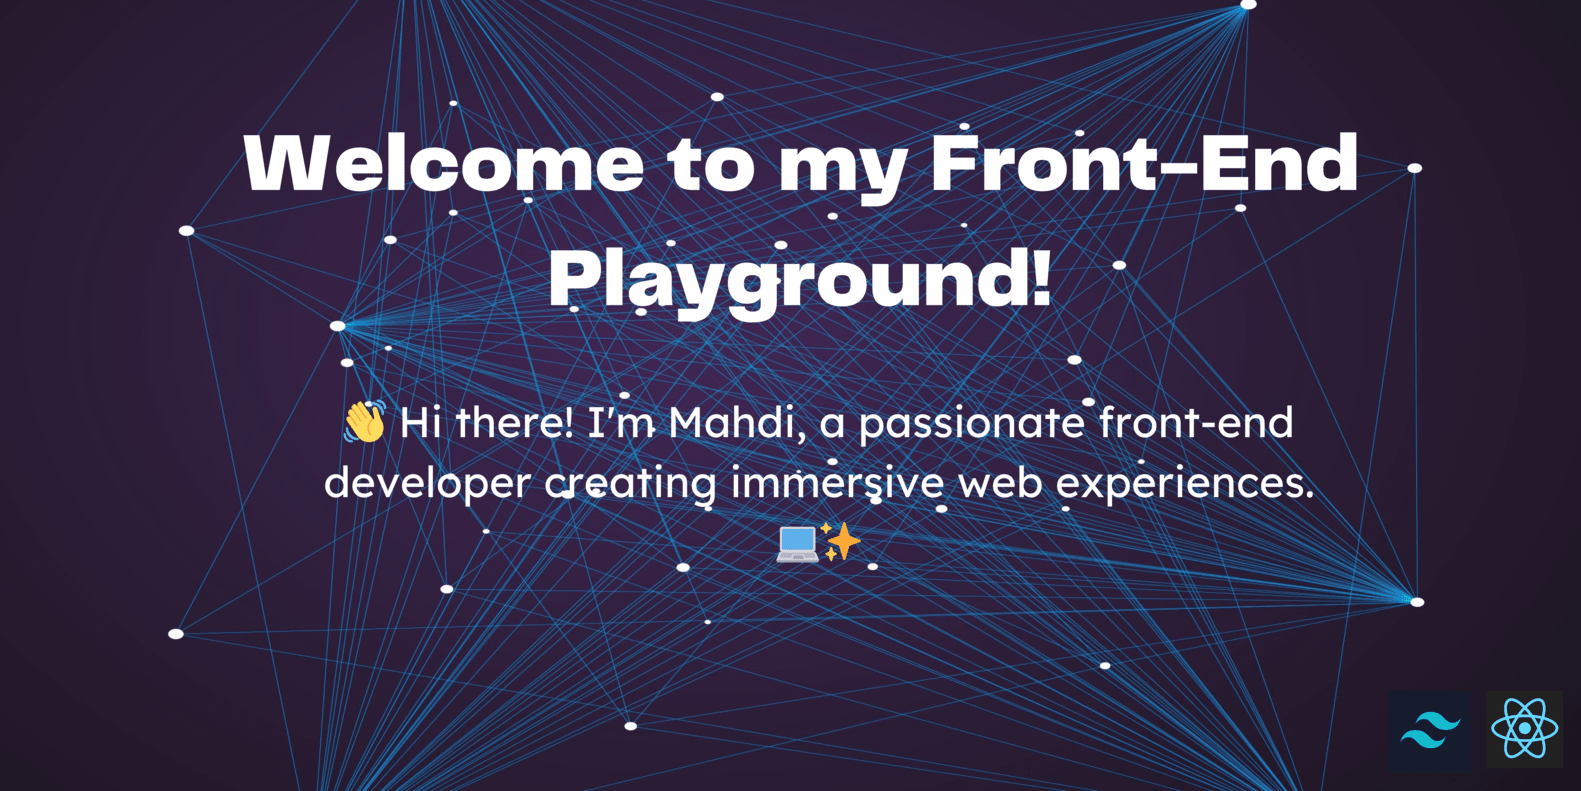 Welcome to my Front-End
Playground!
👋 Hi there! I'm Mahdi, a passionate front-end
developer creating immersive web experiences.
💻✨